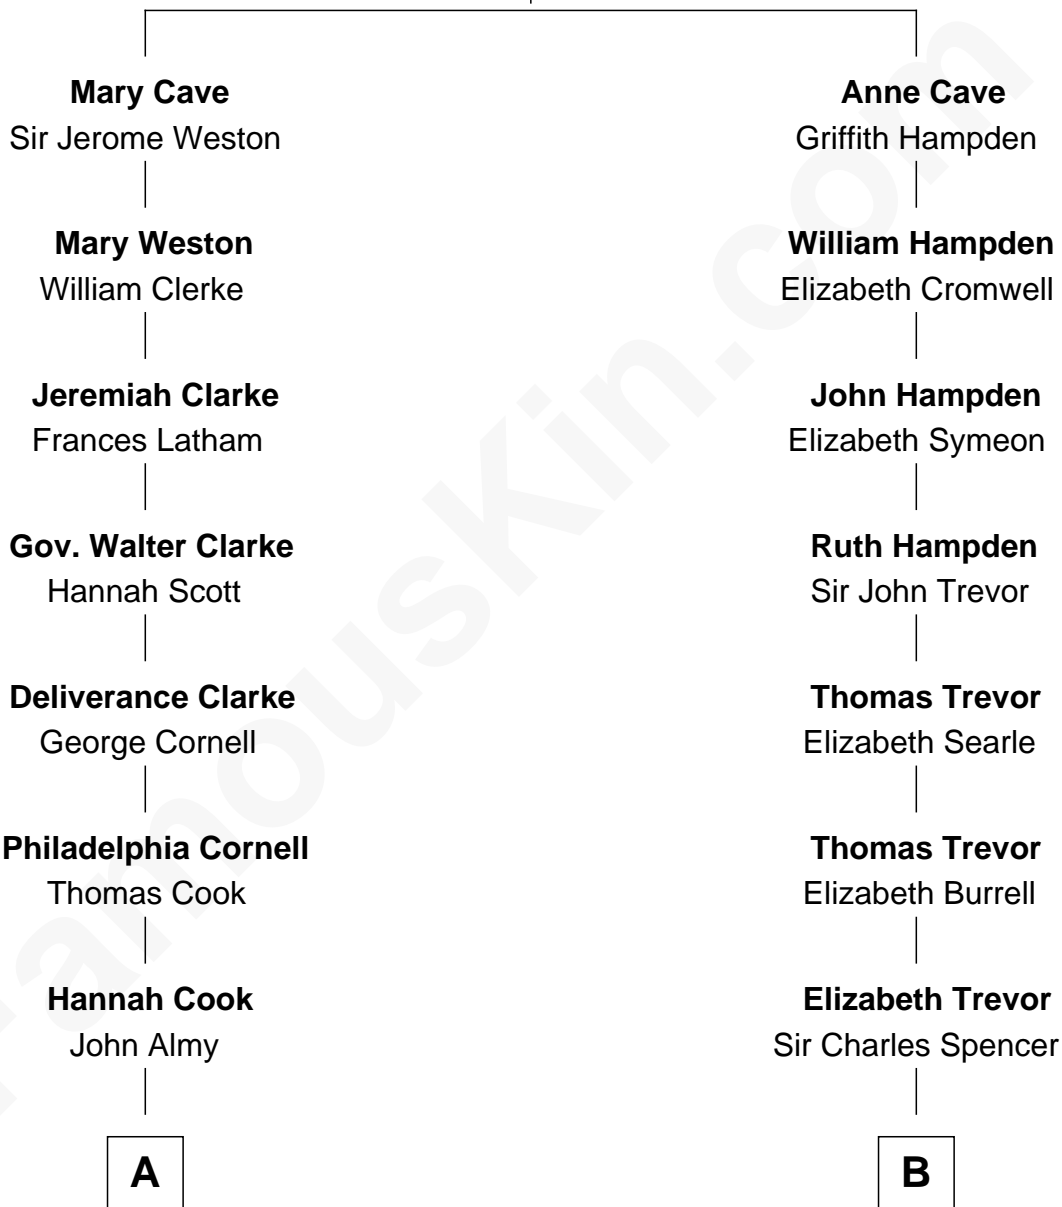 Mary Cave
Sir Jerome Weston
Anne Cave
Griffith Hampden
Mary Weston
William Clerke
William Hampden
Elizabeth Cromwell
Jeremiah Clarke
Frances Latham
John Hampden
Elizabeth Symeon
Gov. Walter Clarke
Hannah Scott
Ruth Hampden
Sir John Trevor
Deliverance Clarke
George Cornell
Thomas Trevor
Elizabeth Searle
Philadelphia Cornell
Thomas Cook
Thomas Trevor
Elizabeth Burrell
Hannah Cook
John Almy
Elizabeth Trevor
Sir Charles Spencer
A
B
FamousKin.com